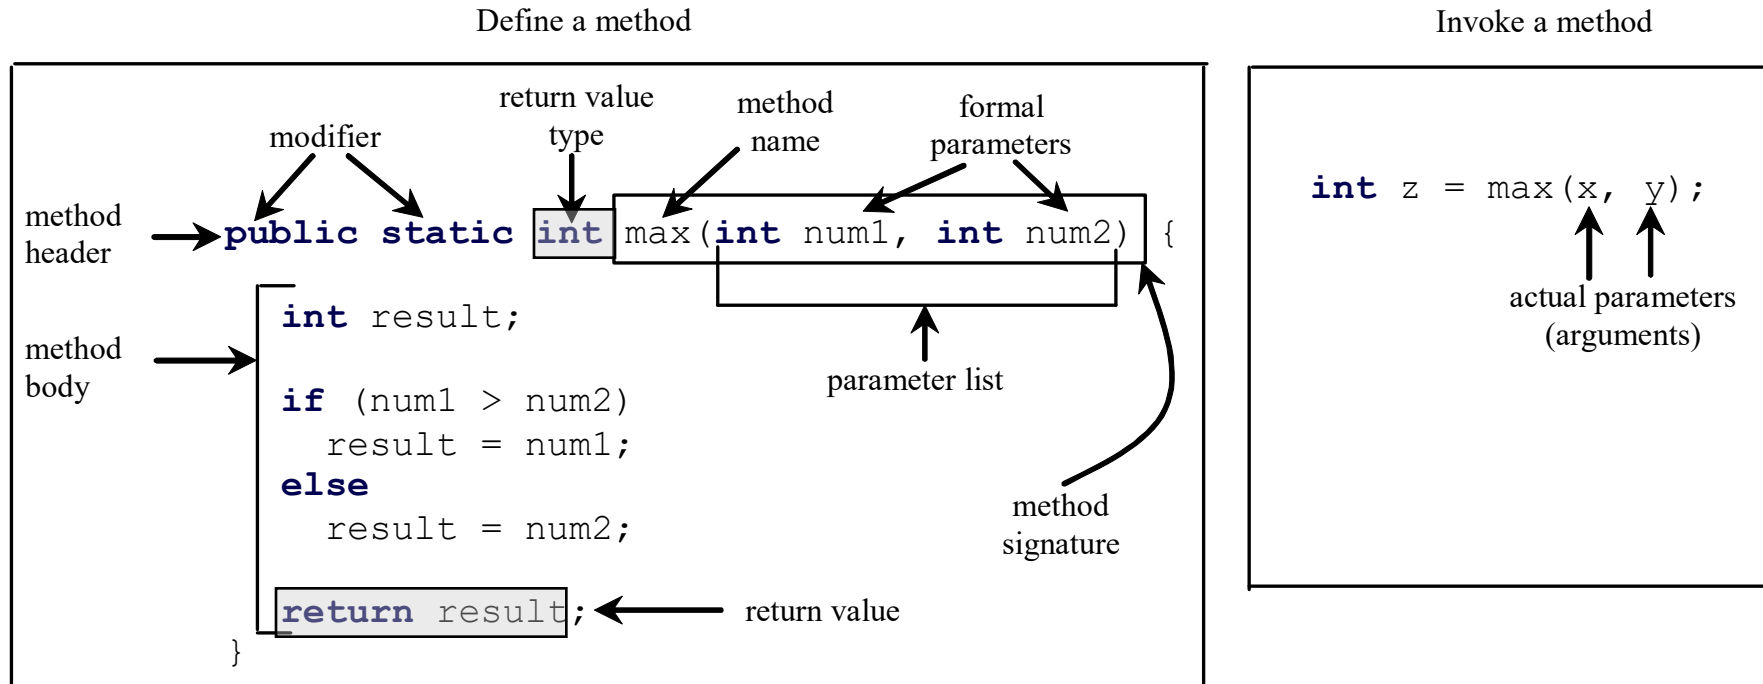 Define a method
Invoke a method
return value
type
method
name
formal
parameters
modifier
method
header
public static int max(int num1, int num2) {
int result;
if (num1 > num2)
result = num1;
else
result = num2;
return result;
}
method
body
parameter list
method
signature
return value
int z = max(x, y);
actual parameters
(arguments)